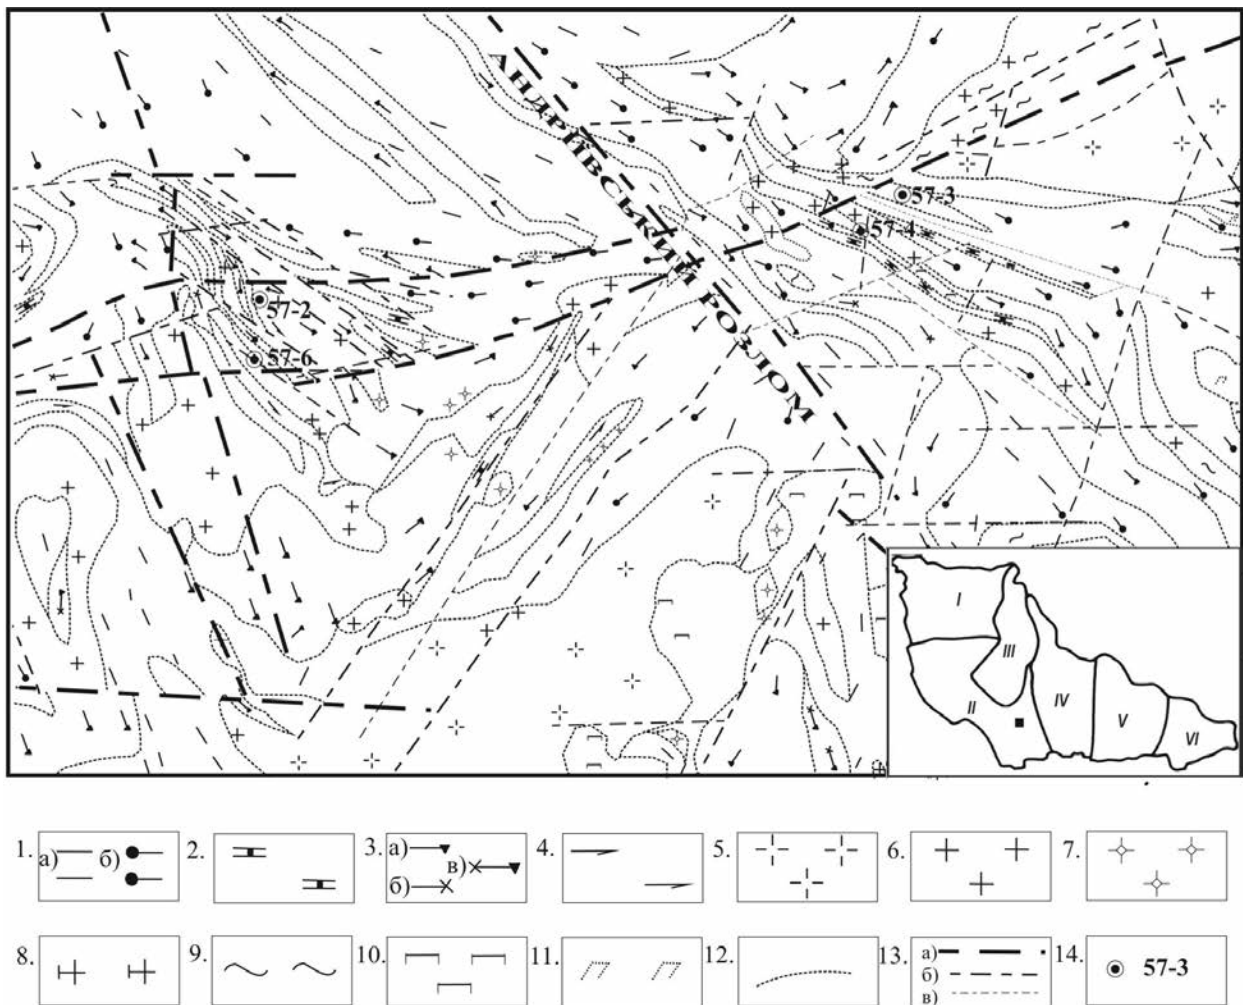 АНДРІЇВСЬКИЙ РОЗЛОМ
57-3
57-4
57-2
57-6
I
III
II
IV
V
VI
1. а) б) 2. 3. а) б) в) 4. 5. 6. 7.
8. 9. 10. 11. 12. 13. а) б) в) 14. 57-3